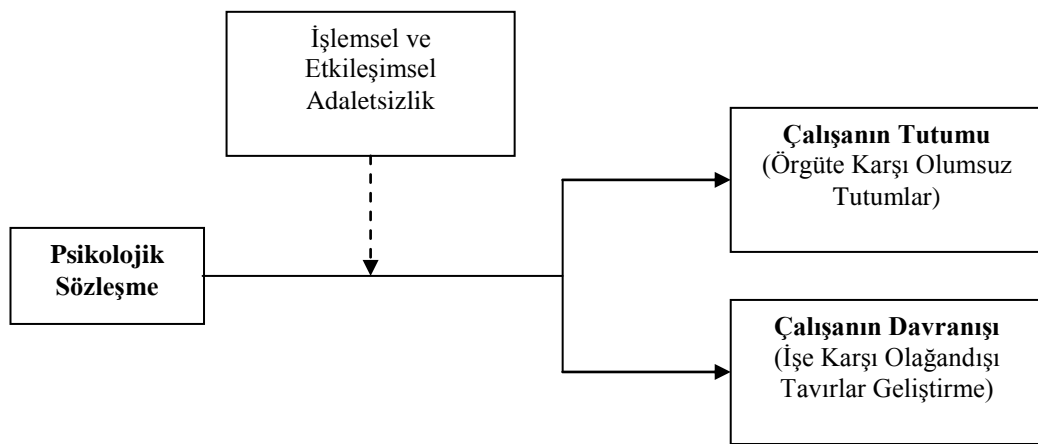 İşlemsel ve
Etkileşimsel
Adaletsizlik
Çalışanın Tutumu
(Örgüte Karşı Olumsuz
Tutumlar)
Psikolojik
Sözleşme
Çalışanın Davranışı
(İşe Karşı Olağandışı
Tavırlar Geliştirme)